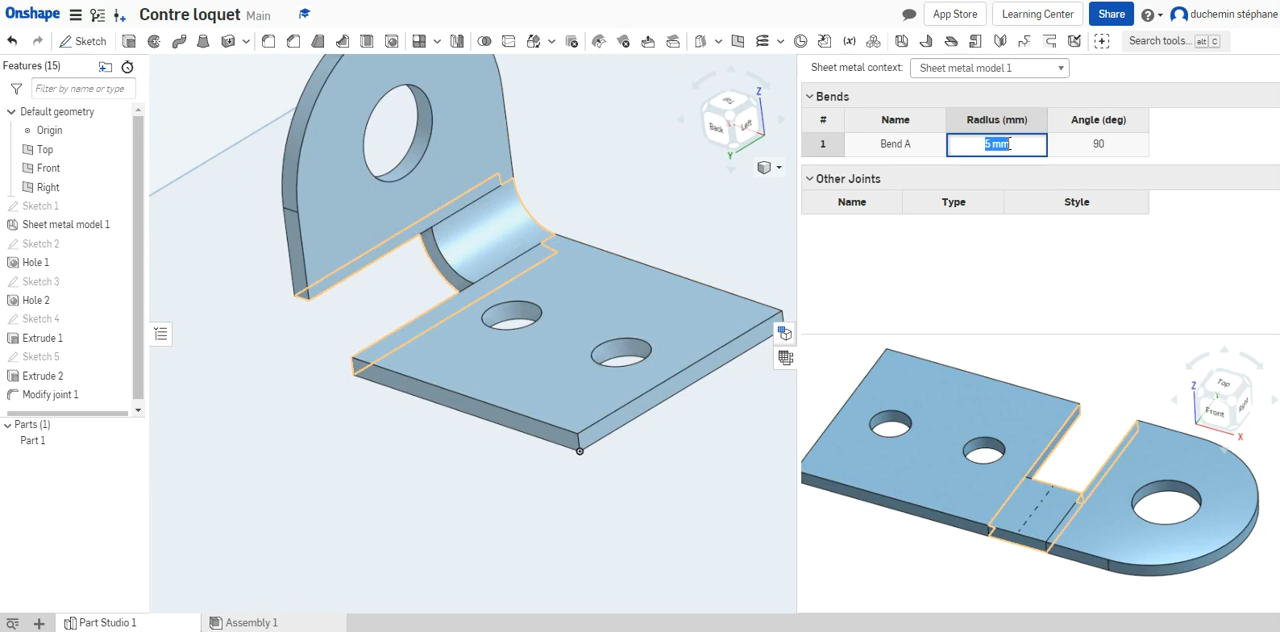 Onshape Contre loquet Main App Store Learning Center Share duchemin stéphane
Sketch Search tools... alt C
Features (15)
Filter by name or type
Default geometry
Origin
Top
Front
Right
Sketch 1
Sheet metal model 1
Sketch 2
Hole 1
Sketch 3
Hole 2
Sketch 4
Extrude 1
Sketch 5
Extrude 2
Modify joint 1
Parts (1)
Part 1
Z
Back
Left
Y
Sheet metal context: Sheet metal model 1
Bends
# Name Radius (mm) Angle (deg)
1 Bend A 5 mm 90
Other Joints
Name Type Style
Z
Top
Front
Right
X
Part Studio 1 Assembly 1